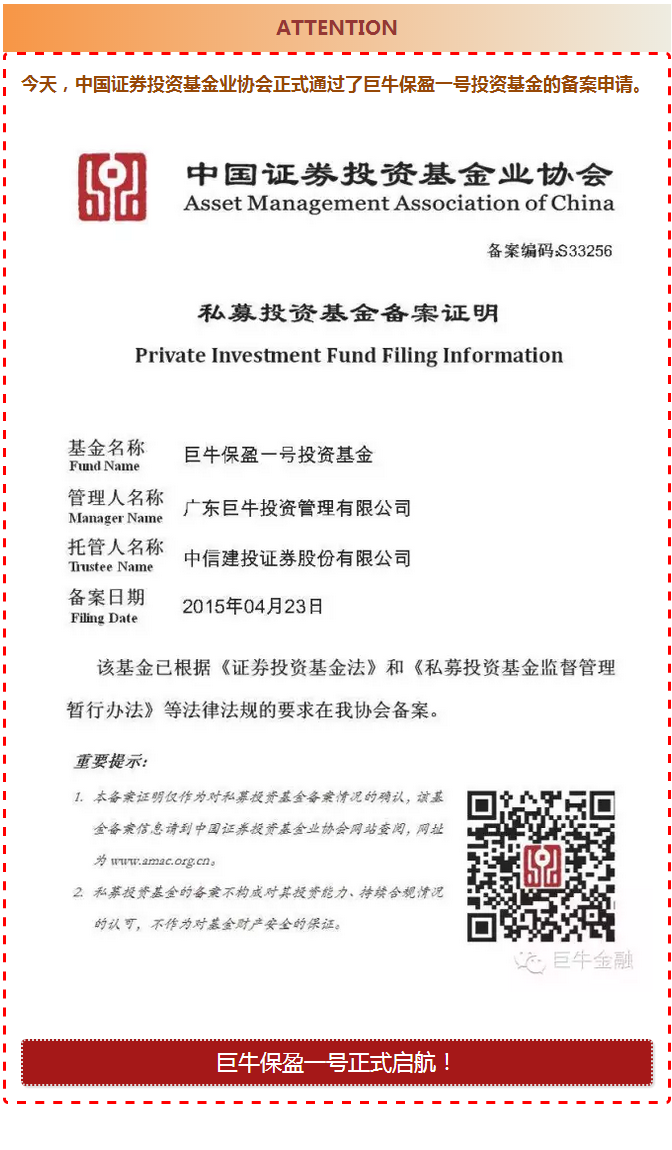 ATTENTION
今天，中国证券投资基金业协会正式通过了巨牛保盈一号投资基金的备案申请。
中国证券投资基金业协会
Asset Management Association of China
备案编码:S33256
私募投资基金备案证明
Private Investment Fund Filing Information
基金名称
Fund Name
巨牛保盈一号投资基金
管理人名称
Manager Name
广东巨牛投资管理有限公司
托管人名称
Trustee Name
中信建投证券股份有限公司
备案日期
Filing Date
2015年04月23日
该基金已根据《证券投资基金法》和《私募投资基金监督管理
暂行办法》等法律法规的要求在我协会备案。
重要提示：
1. 本备案证明仅作为对私募投资基金备案情况的确认，该基
金备案信息请到中国证券投资基金业协会网站查阅，网址
为 www.amac.org.cn。
2. 私募投资基金的备案不构成对其投资能力、持续合规情况
的认可，不作为对基金财产安全的保证。
巨牛金融
巨牛保盈一号正式启航！